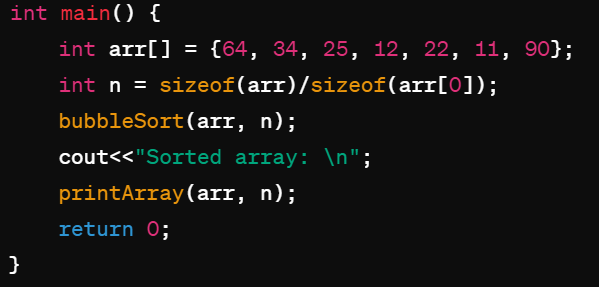 int main() {
    int arr[] = {64, 34, 25, 12, 22, 11, 90};
    int n = sizeof(arr)/sizeof(arr[0]);
    bubbleSort(arr, n);
    cout<<"Sorted array: \n";
    printArray(arr, n);
    return 0;
}